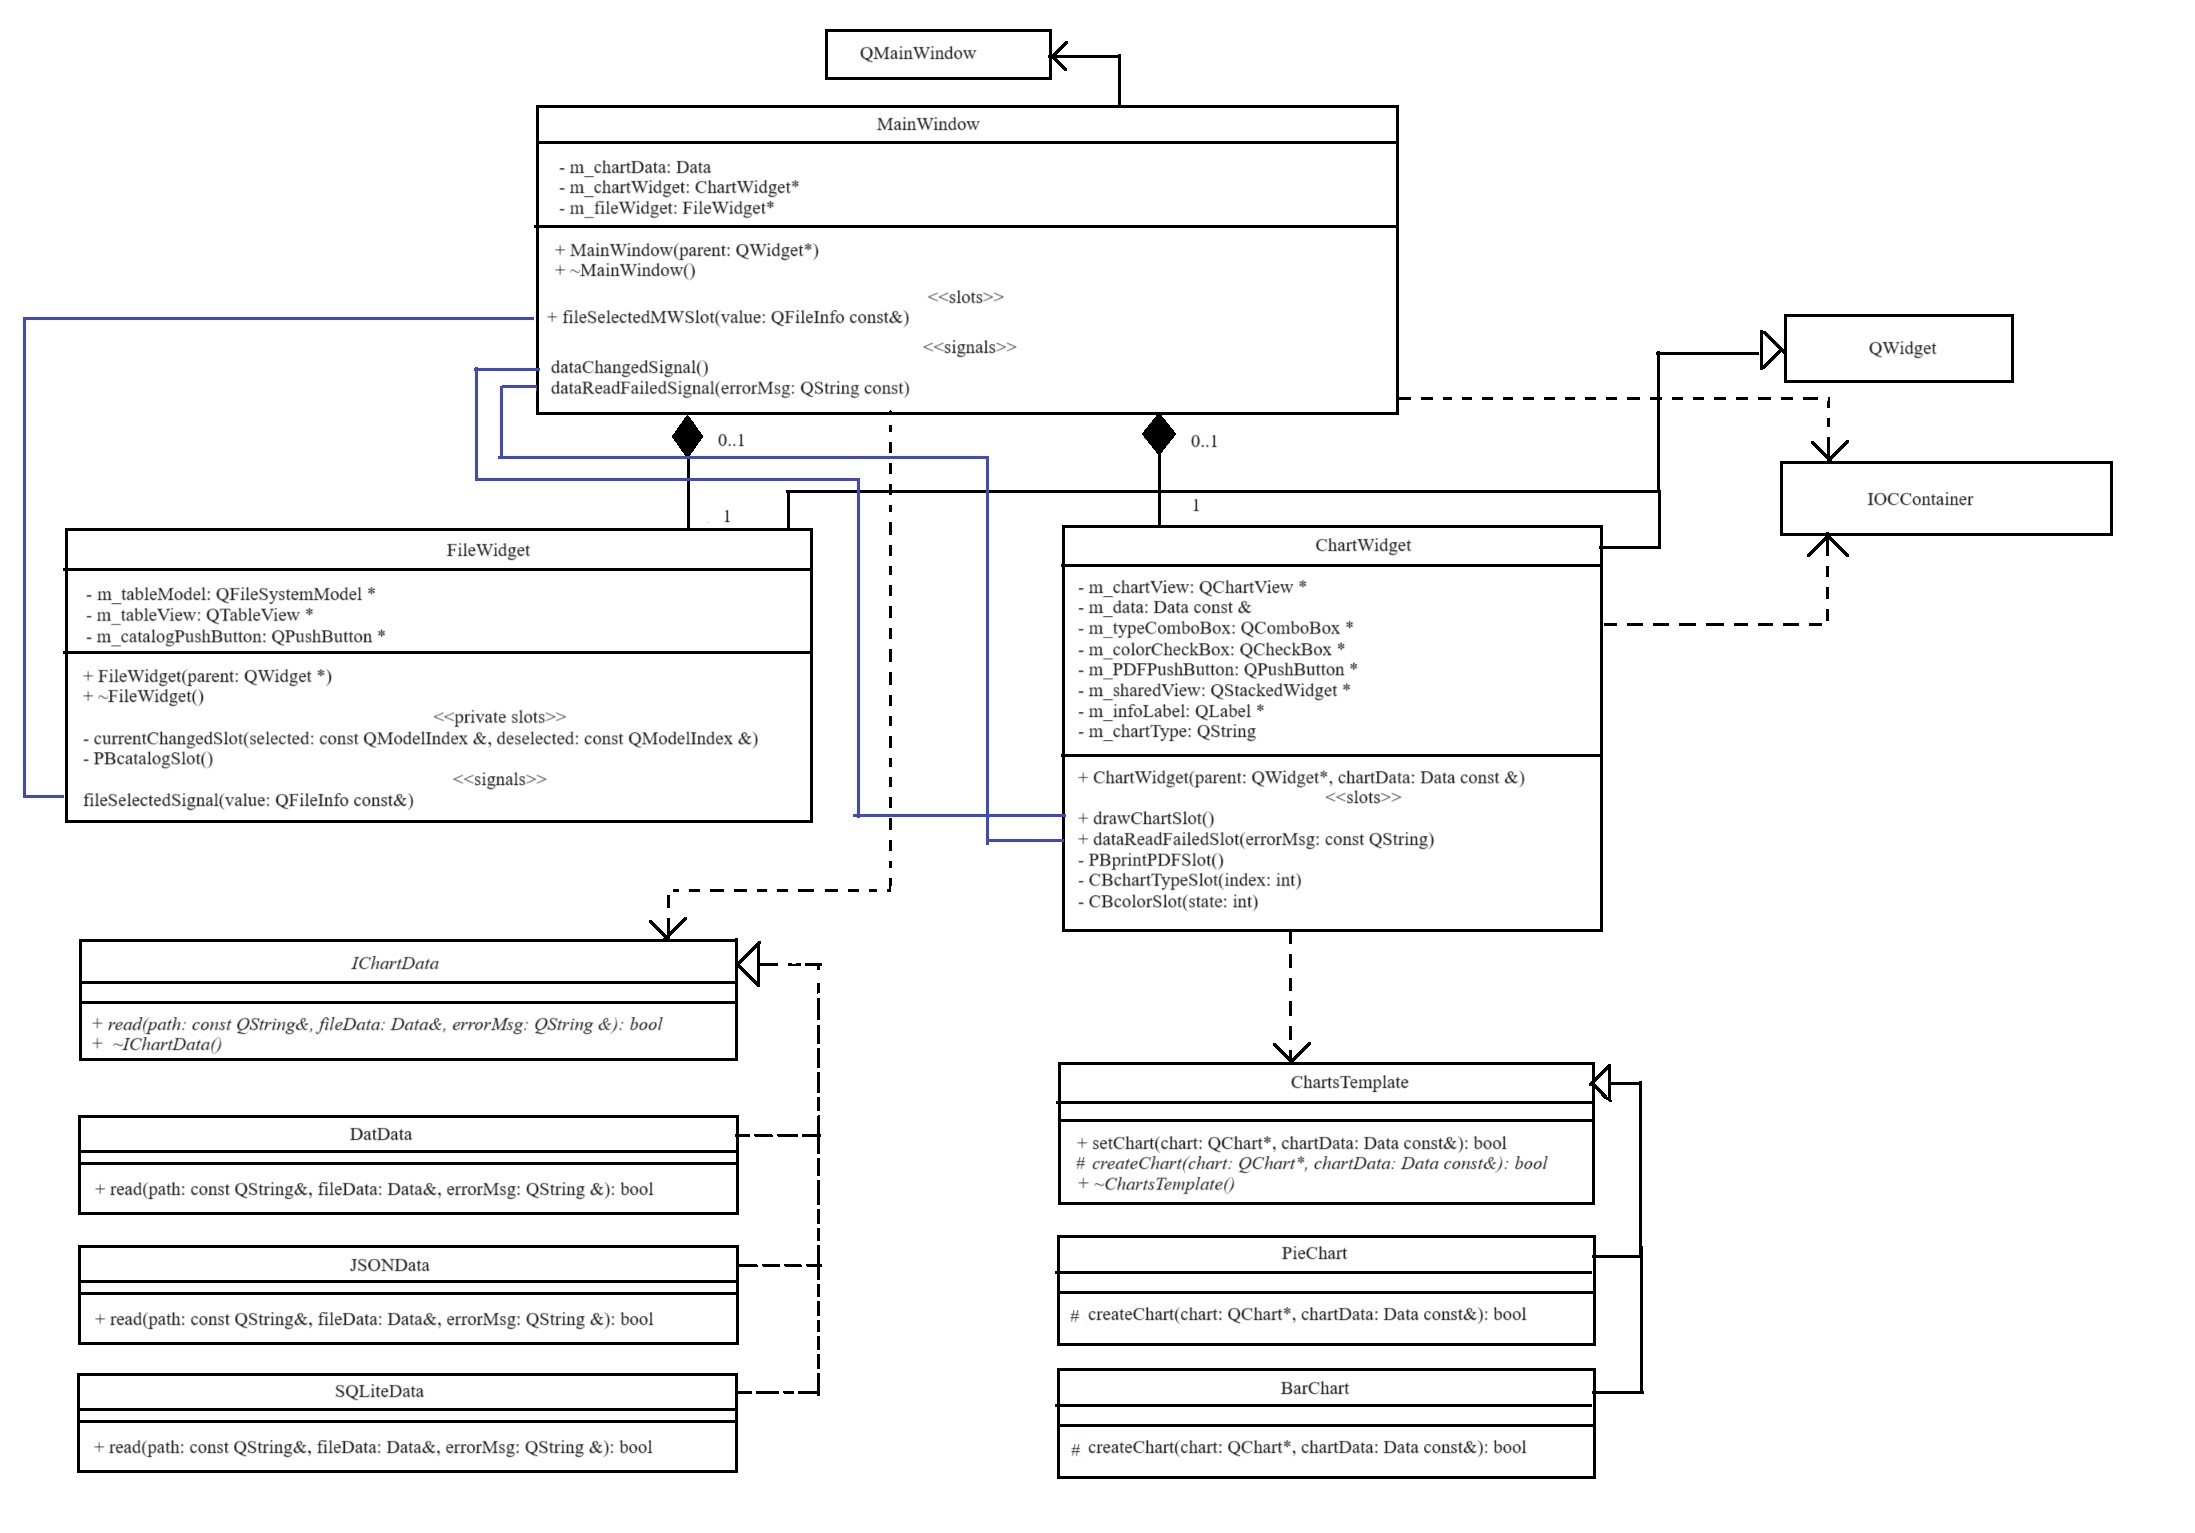 QMainWindow
MainWindow
- m_chartData: Data
- m_chartWidget: ChartWidget*
- m_fileWidget: FileWidget*
+ MainWindow(parent: QWidget*)
+ ~MainWindow()
<<slots>>
+ fileSelectedMWSlot(value: QFileInfo const&)
<<signals>>
dataChangedSignal()
dataReadFailedSignal(errorMsg: QString const)
0..1
0..1
1
1
QWidget
IOCContainer
FileWidget
- m_tableModel: QFileSystemModel *
- m_tableView: QTableView *
- m_catalogPushButton: QPushButton *
+ FileWidget(parent: QWidget *)
+ ~FileWidget()
<<private slots>>
- currentChangedSlot(selected: const QModelIndex &, deselected: const QModelIndex &)
- PBcatalogSlot()
<<signals>>
fileSelectedSignal(value: QFileInfo const&)
ChartWidget
- m_chartView: QChartView *
- m_data: Data const &
- m_typeComboBox: QComboBox *
- m_colorCheckBox: QCheckBox *
- m_PDFPushButton: QPushButton *
- m_sharedView: QStackedWidget *
- m_infoLabel: QLabel *
- m_chartType: QString
+ ChartWidget(parent: QWidget*, chartData: Data const &)
<<slots>>
+ drawChartSlot()
+ dataReadFailedSlot(errorMsg: const QString)
- PBprintPDFSlot()
- CBchartTypeSlot(index: int)
- CBcolorSlot(state: int)
IChartData
+ read(path: const QString&, fileData: Data&, errorMsg: QString &): bool
+ ~IChartData()
DatData
+ read(path: const QString&, fileData: Data&, errorMsg: QString &): bool
JSONData
+ read(path: const QString&, fileData: Data&, errorMsg: QString &): bool
SQLiteData
+ read(path: const QString&, fileData: Data&, errorMsg: QString &): bool
ChartsTemplate
+ setChart(chart: QChart*, chartData: Data const&): bool
# createChart(chart: QChart*, chartData: Data const&): bool
+ ~ChartsTemplate()
PieChart
# createChart(chart: QChart*, chartData: Data const&): bool
BarChart
# createChart(chart: QChart*, chartData: Data const&): bool